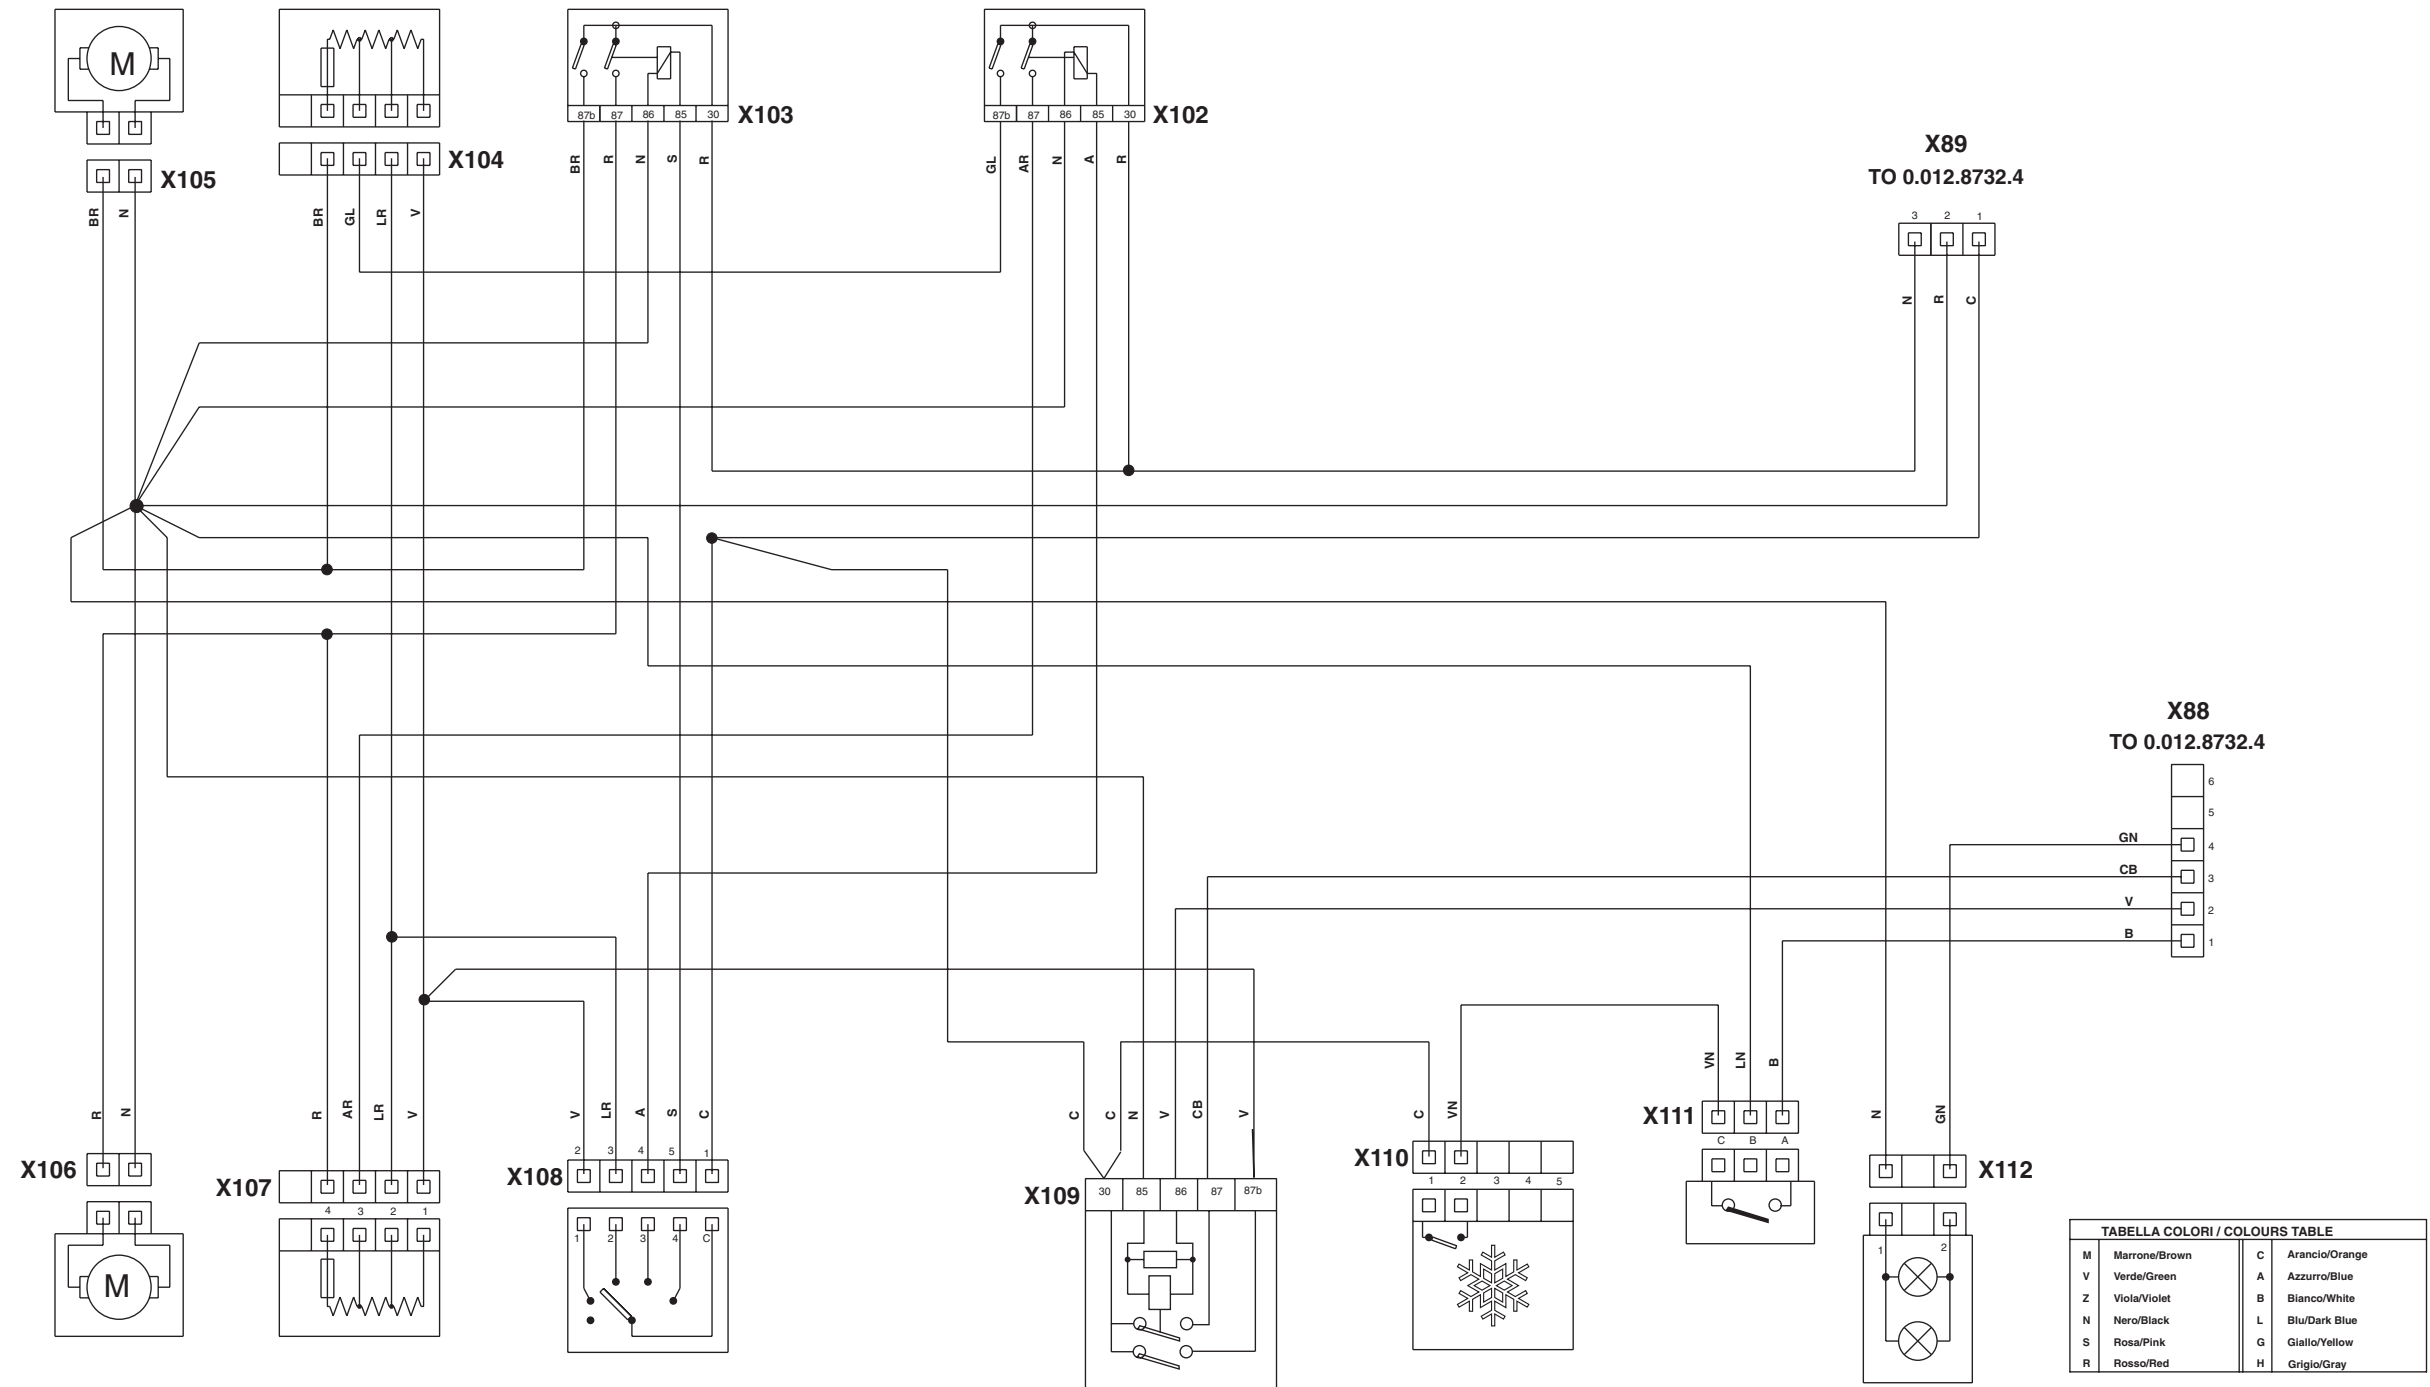 M
X105
BR N
X104
BR GL LR V
87b 87 86 85 30
X103
BR R N S R
87b 87 86 85 30
X102
GL AR N A R
X89
TO 0.012.8732.4
3 2 1
N R C
X88
TO 0.012.8732.4
6
5
GN 4
CB 3
V 2
B 1
R N
X106
M
R AR LR V
X107
4 3 2 1
V LR A S C
2 3 4 5 1
X108
1 2 3 4 C
C C N V CB V
X109
30 85 86 87 87b
C VN
X110
1 2 3 4 5
VN LN B
X111
C B A
N GN
X112
1 2
TABELLA COLORI / COLOURS TABLE
M Marrone/Brown C Arancio/Orange
V Verde/Green A Azzurro/Blue
Z Viola/Violet B Bianco/White
N Nero/Black L Blu/Dark Blue
S Rosa/Pink G Giallo/Yellow
R Rosso/Red H Grigio/Gray